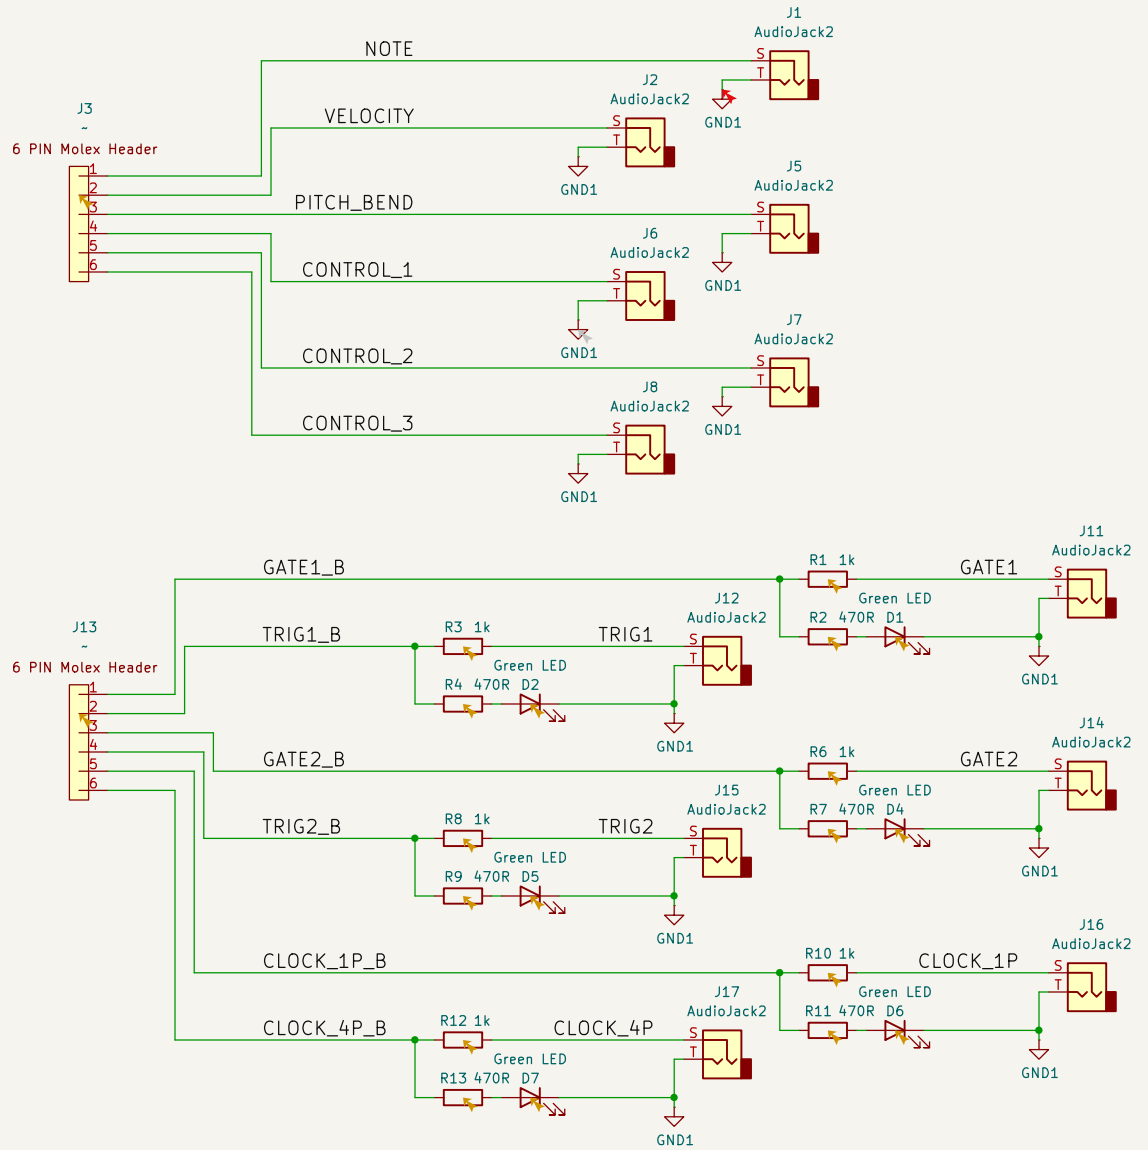 J1
AudioJack2
NOTE
S
T
GND1
J2
AudioJack2
VELOCITY
S
T
GND1
J3
~
6 PIN Molex Header
1
2
3
4
5
6
J5
AudioJack2
PITCH_BEND
S
T
GND1
J6
AudioJack2
CONTROL_1
S
T
GND1
J7
AudioJack2
CONTROL_2
S
T
GND1
J8
AudioJack2
CONTROL_3
S
T
GND1
J11
AudioJack2
GATE1_B
R1 1k
GATE1
S
T
Green LED
R2 470R D1
GND1
J12
AudioJack2
J13
~
6 PIN Molex Header
1
2
3
4
5
6
TRIG1_B
R3 1k
TRIG1
S
T
Green LED
R4 470R D2
GND1
J14
AudioJack2
GATE2_B
R6 1k
GATE2
S
T
Green LED
R7 470R D4
GND1
J15
AudioJack2
TRIG2_B
R8 1k
TRIG2
S
T
Green LED
R9 470R D5
GND1
J16
AudioJack2
CLOCK_1P_B
R10 1k
CLOCK_1P
S
T
Green LED
R11 470R D6
GND1
J17
AudioJack2
CLOCK_4P_B
R12 1k
CLOCK_4P
S
T
Green LED
R13 470R D7
GND1